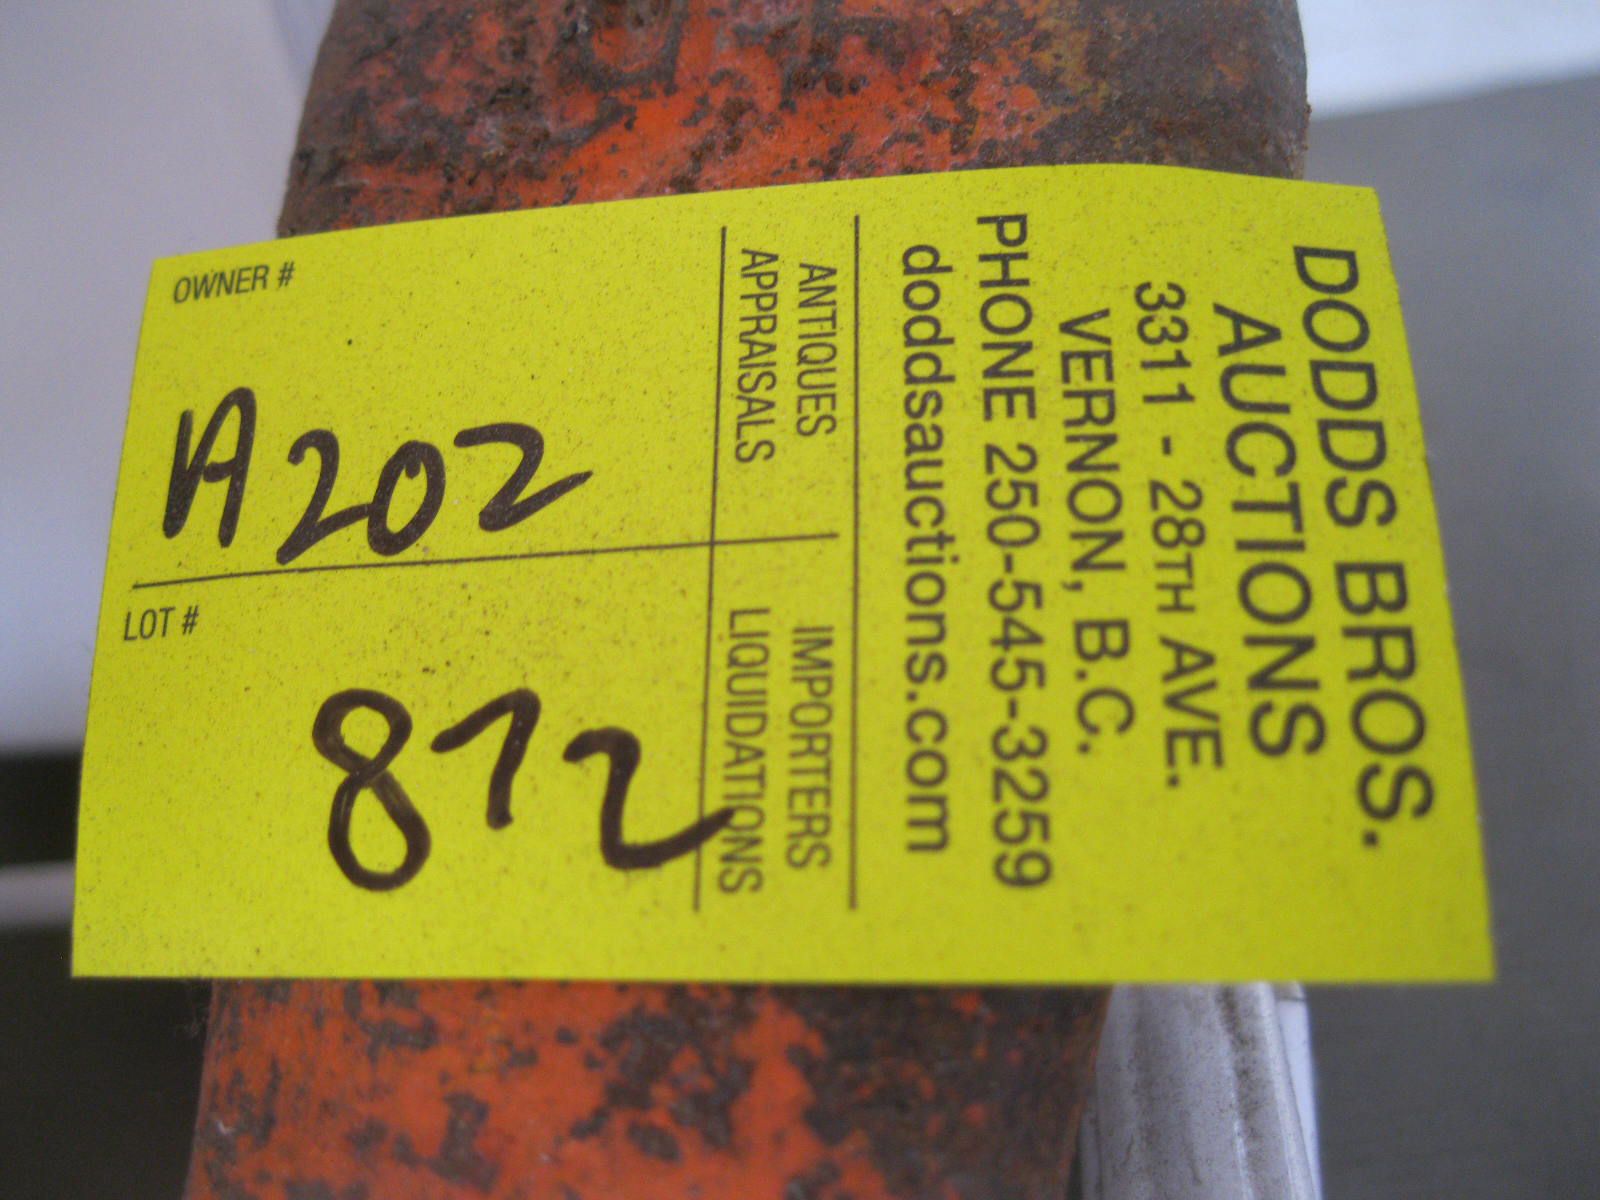 DODDS BROS.
AUCTIONS
3311 - 28TH AVE.
VERNON, B.C.
PHONE 250-545-3259
doddsauctions.com
ANTIQUES
APPRAISALS
IMPORTERS
LIQUIDATIONS
OWNER #
A202
LOT #
872